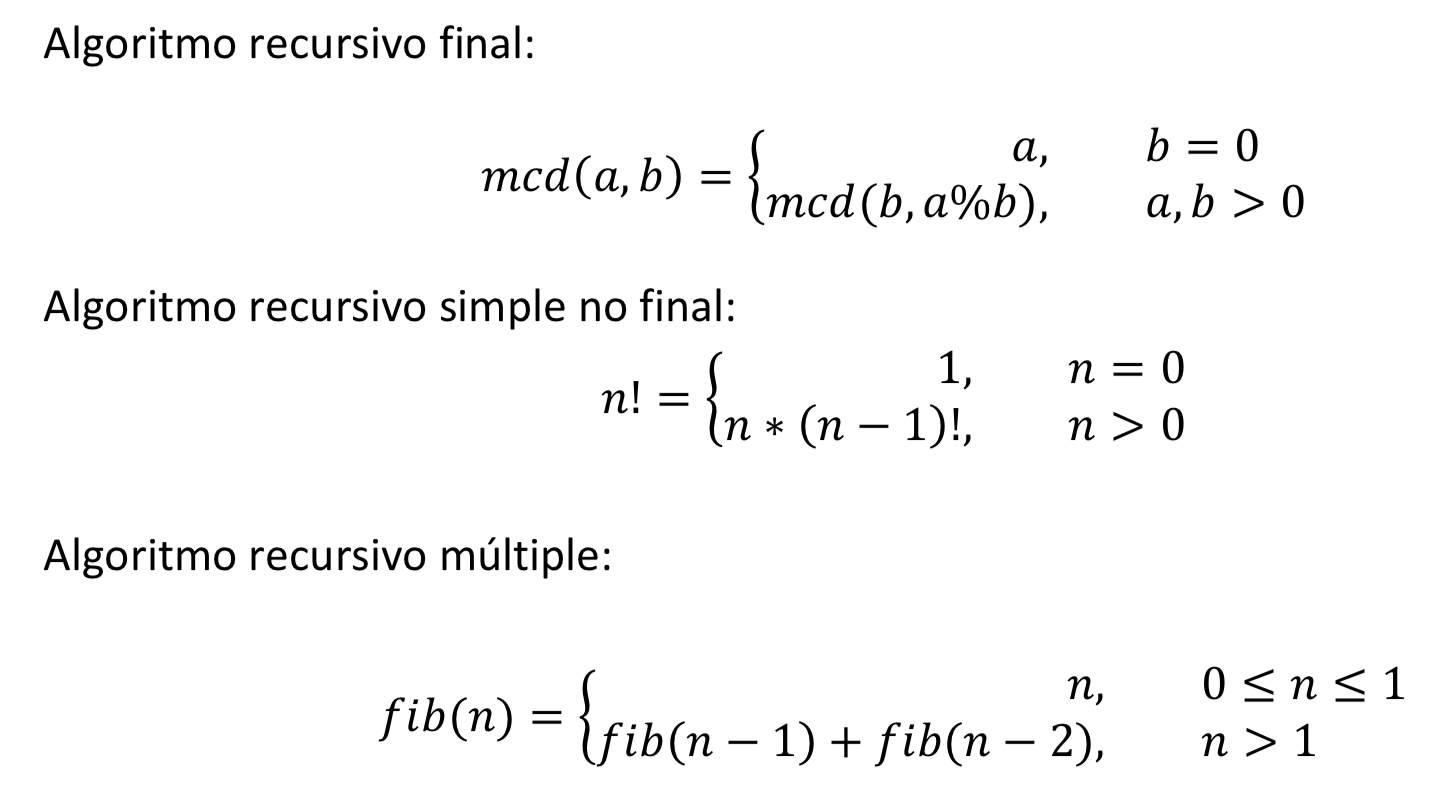 Algoritmo recursivo final:
mcd(a, b) = { a, b = 0
mcd(b, a%b), a, b > 0
Algoritmo recursivo simple no final:
n! = { 1, n = 0
n ∗ (n − 1)!, n > 0
Algoritmo recursivo múltiple:
fib(n) = { n, 0 ≤ n ≤ 1
fib(n − 1) + fib(n − 2), n > 1